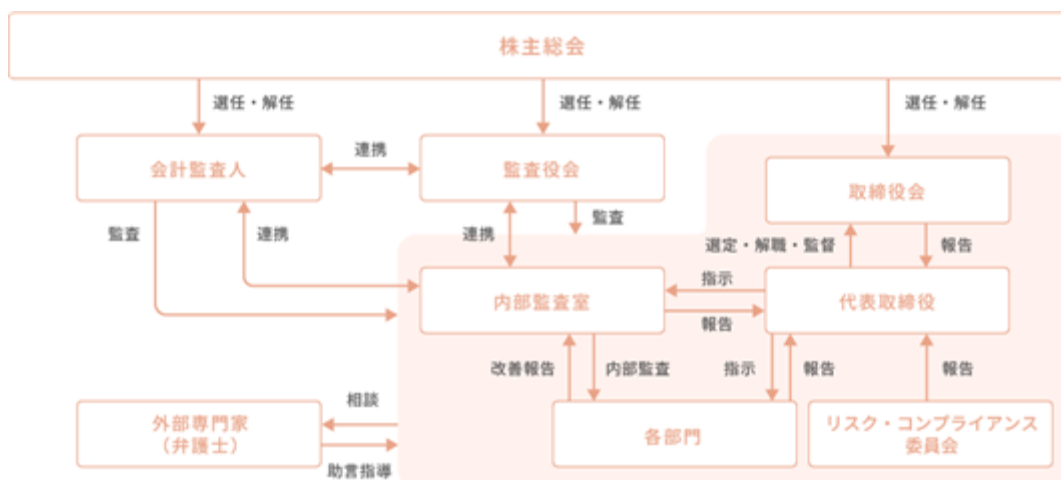 株主総会
選任・解任
選任・解任
選任・解任
会計監査人
連携
監査役会
取締役会
監査
連携
連携
監査
選定・解職・監督
報告
内部監査室
指示
報告
代表取締役
改善報告
内部監査
指示
報告
報告
相談
外部専門家
（弁護士）
助言指導
各部門
リスク・コンプライアンス
委員会